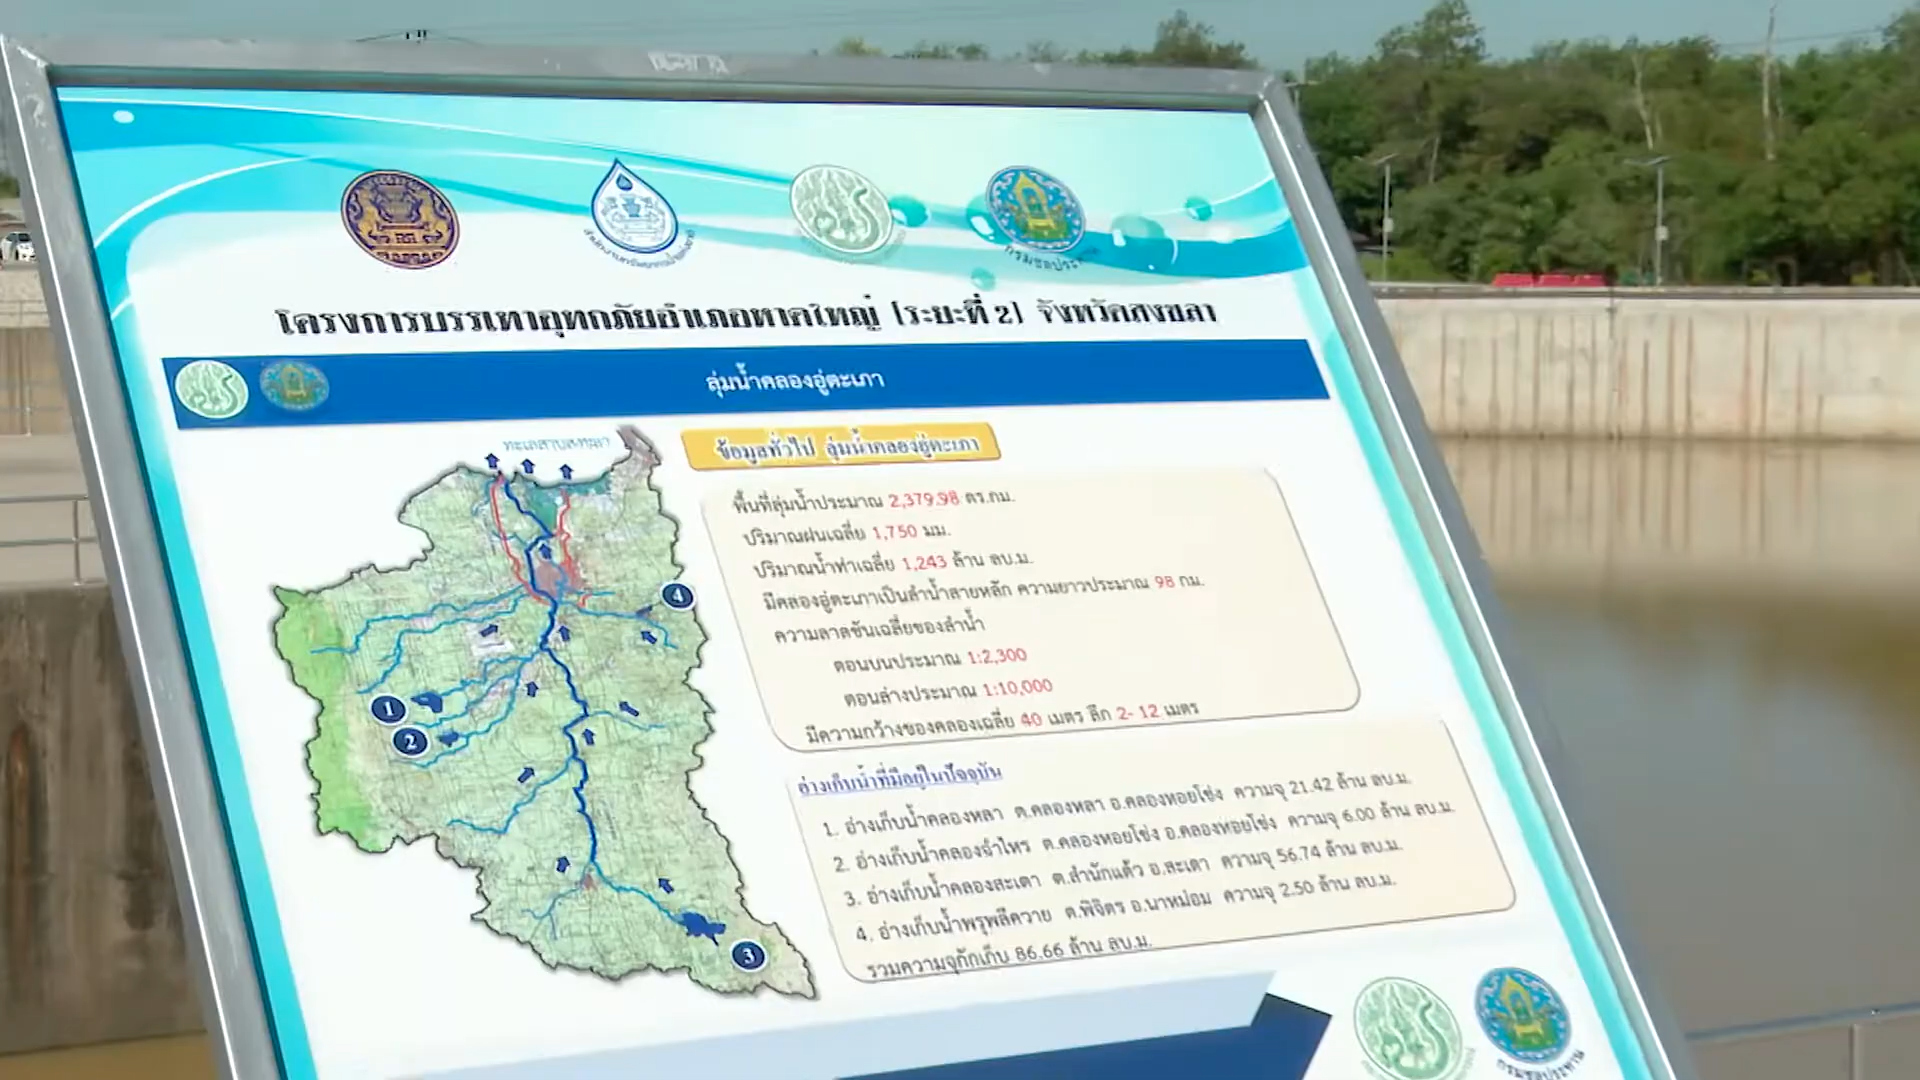 โครงการบรรเทาอุทกภัยอำเภอหาดใหญ่ (ระยะที่ 2) จังหวัดสงขลา
ลุ่มน้ำคลองอู่ตะเภา
ทะเลสาบสงขลา
ข้อมูลทั่วไป ลุ่มน้ำคลองอู่ตะเภา
พื้นที่ลุ่มน้ำประมาณ 2,379.98 ตร.กม.
ปริมาณฝนเฉลี่ย 1,750 มม.
ปริมาณน้ำท่าเฉลี่ย 1,243 ล้าน ลบ.ม.
มีคลองอู่ตะเภาเป็นลำน้ำสายหลัก ความยาวประมาณ 98 กม.
ความลาดชันเฉลี่ยของลำน้ำ
ตอนบนประมาณ 1:2,300
ตอนล่างประมาณ 1:10,000
มีความกว้างของคลองเฉลี่ย 40 เมตร ลึก 2- 12 เมตร
อ่างเก็บน้ำที่มีอยู่ในปัจจุบัน
1. อ่างเก็บน้ำคลองหลา ต.คลองหลา อ.คลองหอยโข่ง ความจุ 21.42 ล้าน ลบ.ม.
2. อ่างเก็บน้ำคลองจำไหร ต.คลองหอยโข่ง อ.คลองหอยโข่ง ความจุ 6.00 ล้าน ลบ.ม.
3. อ่างเก็บน้ำคลองสะเดา ต.สำนักแต้ว อ.สะเดา ความจุ 56.74 ล้าน ลบ.ม.
4. อ่างเก็บน้ำพรุพลีควาย ต.พิจิตร อ.นาหม่อม ความจุ 2.50 ล้าน ลบ.ม.
รวมความจุกักเก็บ 86.66 ล้าน ลบ.ม.
4
1
2
3
กรมชลประทาน